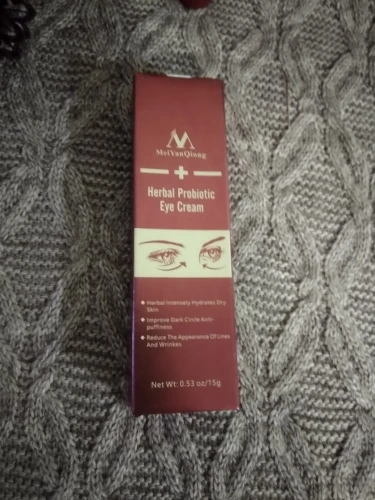 MeiYanQiong
Herbal Probiotic
Eye Cream
Herbal Intensely Hydrates Dry
Skin
Improve Dark Circle Anti-
puffiness
Reduce The Appearance Of Lines
And Wrinkes
Net Wt: 0.53 oz/15g